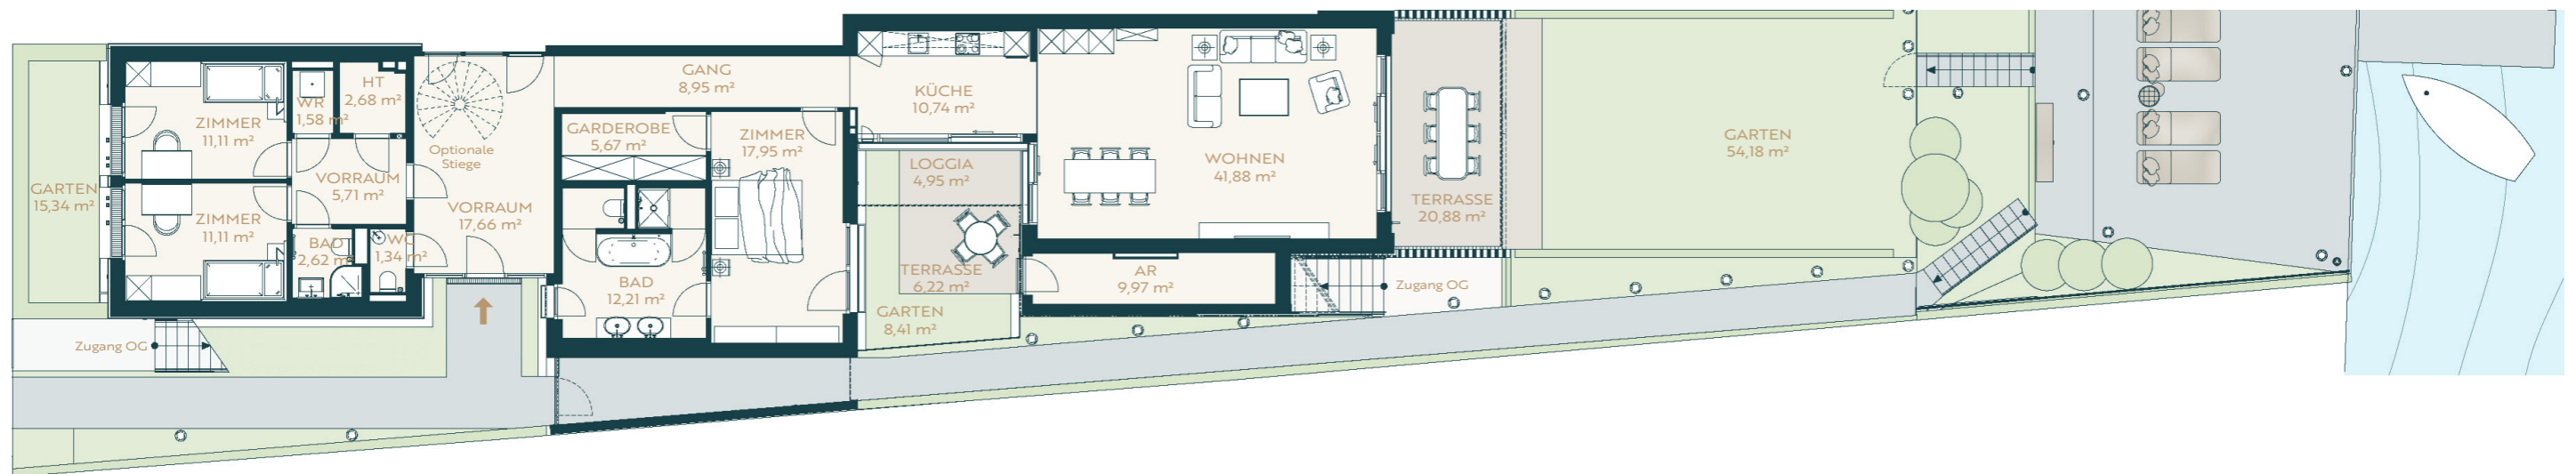 GARTEN
15,34 m²
ZIMMER
11,11 m²
ZIMMER
11,11 m²
WR
1,58 m²
HT
2,68 m²
VORRAUM
5,71 m²
BAD
2,62 m²
WC
1,34 m²
Optionale
Stiege
VORRAUM
17,66 m²
Zugang OG
GANG
8,95 m²
GARDEROBE
5,67 m²
ZIMMER
17,95 m²
BAD
12,21 m²
KÜCHE
10,74 m²
LOGGIA
4,95 m²
TERRASSE
6,22 m²
GARTEN
8,41 m²
WOHNEN
41,88 m²
AR
9,97 m²
Zugang OG
TERRASSE
20,88 m²
GARTEN
54,18 m²